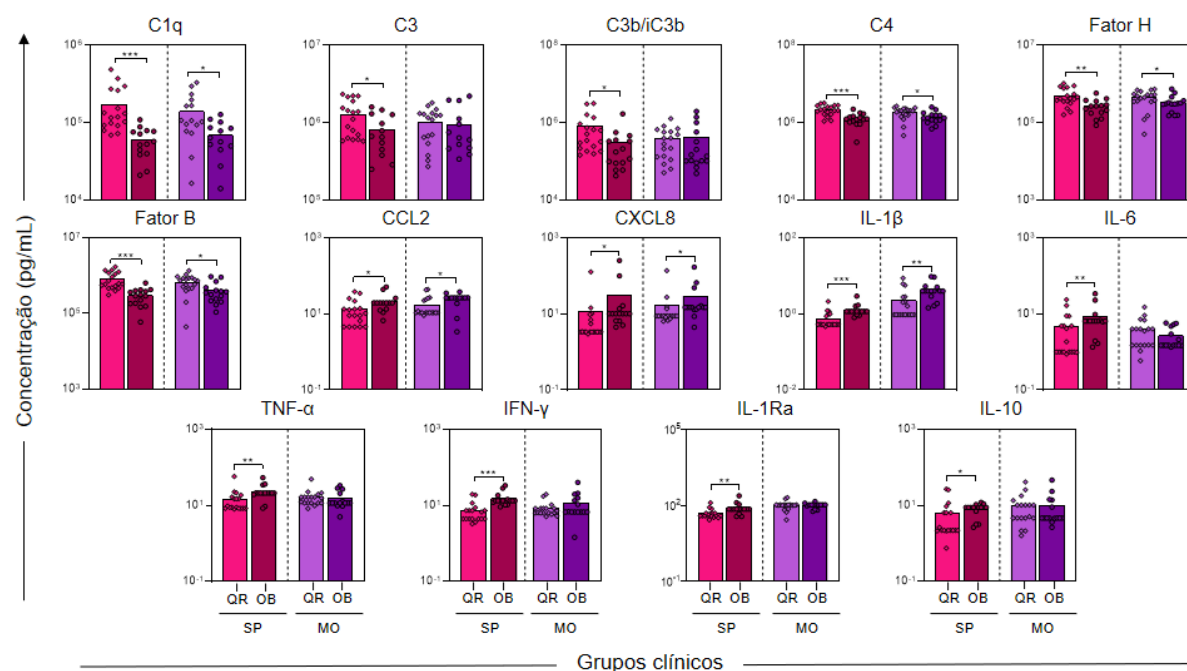 C1q C3 C3b/iC3b C4 Fator H
10⁶ 10⁷ 10⁸ 10⁸ 10⁷
*** * * * *** * ** *
10⁵ 10⁶ 10⁶ 10⁶ 10⁵
10⁴ 10⁵ 10⁴ 10⁴ 10³
Concentração (pg/mL)
Fator B CCL2 CXCL8 IL-1β IL-6
10⁷ 10³ 10³ 10² 10³
*** * * * * * *** ** **
10⁵ 10¹ 10¹ 10⁰ 10¹
10³ 10⁻¹ 10⁻¹ 10⁻² 10⁻¹
TNF-α IFN-γ IL-1Ra IL-10
10³ 10³ 10⁵ 10³
** *** ** *
10¹ 10¹ 10² 10¹
10⁻¹ 10⁻¹ 10⁻¹ 10⁻¹
QR OB QR OB QR OB QR OB QR OB QR OB QR OB QR OB
SP MO SP MO SP MO SP MO
Grupos clínicos